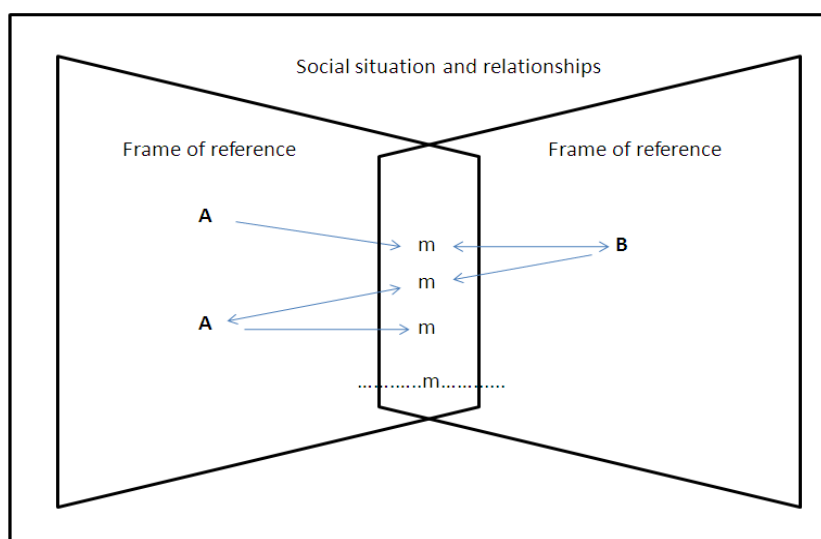 Social situation and relationships
Frame of reference Frame of reference
A
m B
m
A m
...........m...........